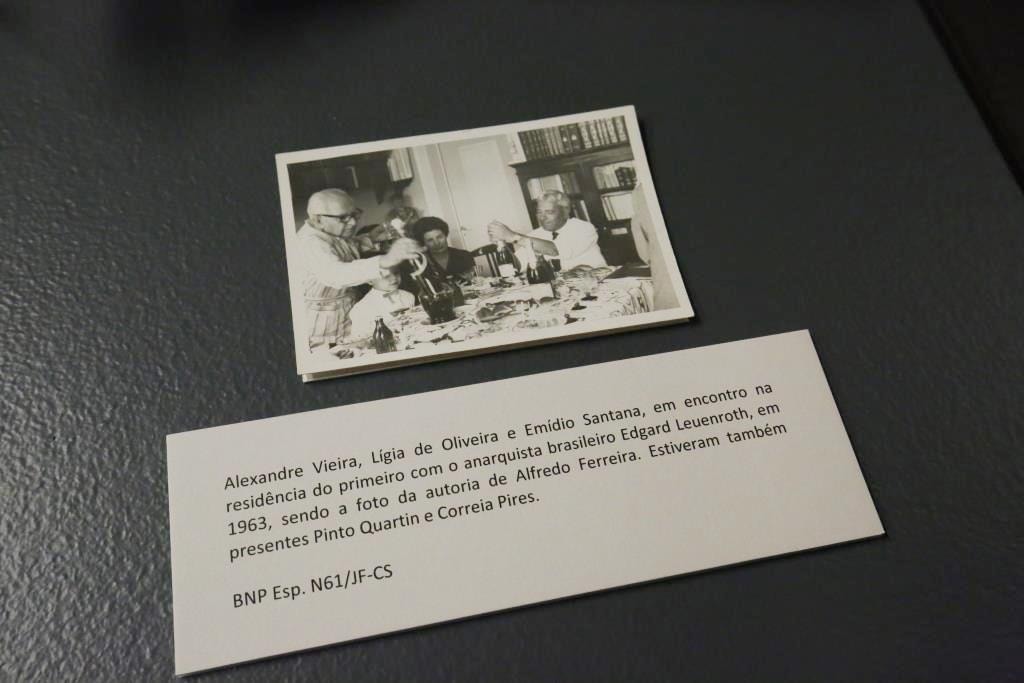 Alexandre Vieira, Lígia de Oliveira e Emídio Santana, em encontro na
residência do primeiro com o anarquista brasileiro Edgard Leuenroth, em
1963, sendo a foto da autoria de Alfredo Ferreira. Estiveram também
presentes Pinto Quartin e Correia Pires.
BNP Esp. N61/JF-CS